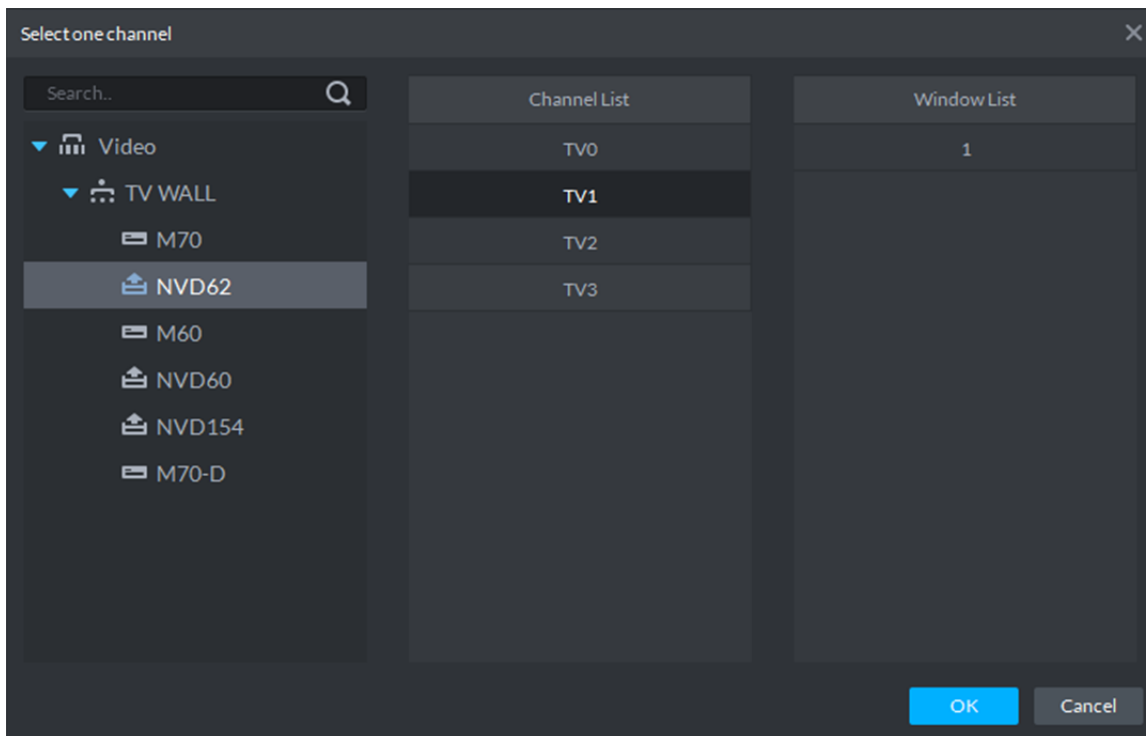 Select one channel
Search..
Video
TV WALL
M70
NVD62
M60
NVD60
NVD154
M70-D
Channel List
TV0
TV1
TV2
TV3
Window List
1
OK
Cancel